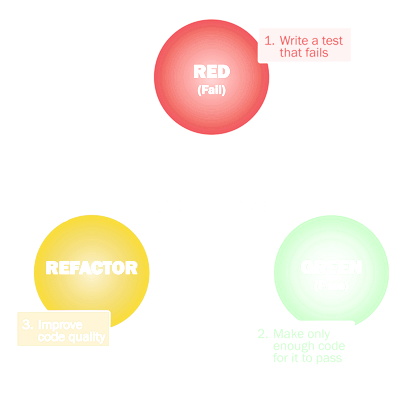 RED
(Fail)
1. Write a test
that fails
REFACTOR
3. Improve
code quality
GREEN
2. Make only
enough code
for it to pass